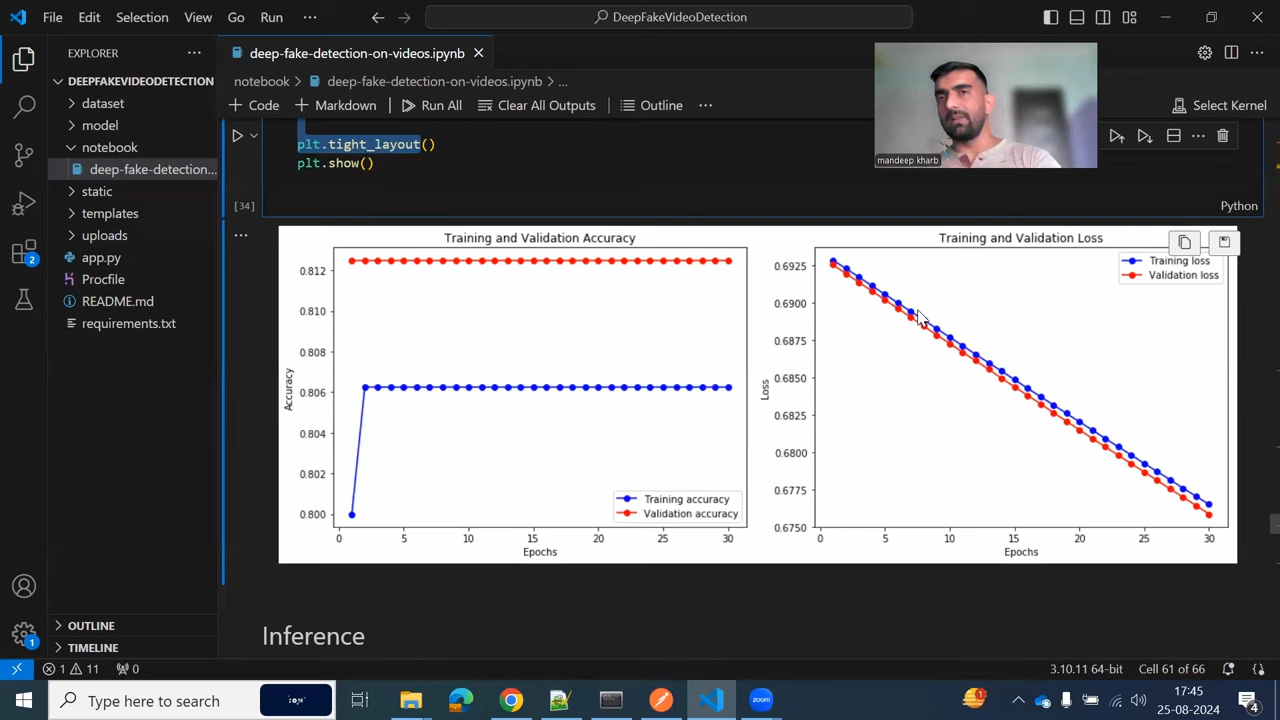 File Edit Selection View Go Run ... DeepFakeVideoDetection
EXPLORER ...
DEEPFAKEVIDEODETECTION
dataset
model
notebook
deep-fake-detection...
static
templates
uploads
app.py
Procfile
README.md
requirements.txt
OUTLINE
TIMELINE
deep-fake-detection-on-videos.ipynb
notebook > deep-fake-detection-on-videos.ipynb > ...
+ Code + Markdown Run All Clear All Outputs Outline ... Select Kernel
plt.tight_layout()
plt.show()
[34] Python
mandeep kharb
Training and Validation Accuracy
0.812
0.810
0.808
0.806
0.804
0.802
0.800
Accuracy
0 5 10 15 20 25 30
Epochs
Training accuracy
Validation accuracy
Training and Validation Loss
Training loss
Validation loss
0.6925
0.6900
0.6875
0.6850
0.6825
0.6800
0.6775
0.6750
Loss
0 5 10 15 20 25 30
Epochs
Inference
1 11 0 3.10.11 64-bit Cell 61 of 66
Type here to search
17:45
25-08-2024
2
1
1
4